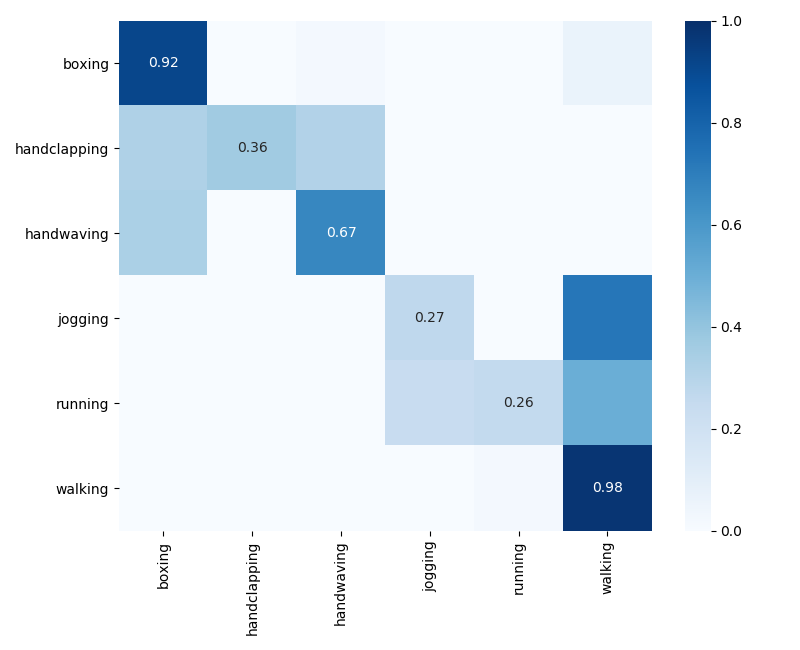 boxing
0.92
handclapping
0.36
handwaving
0.67
jogging
0.27
running
0.26
walking
0.98
boxing
handclapping
handwaving
jogging
running
walking
1.0
0.8
0.6
0.4
0.2
0.0